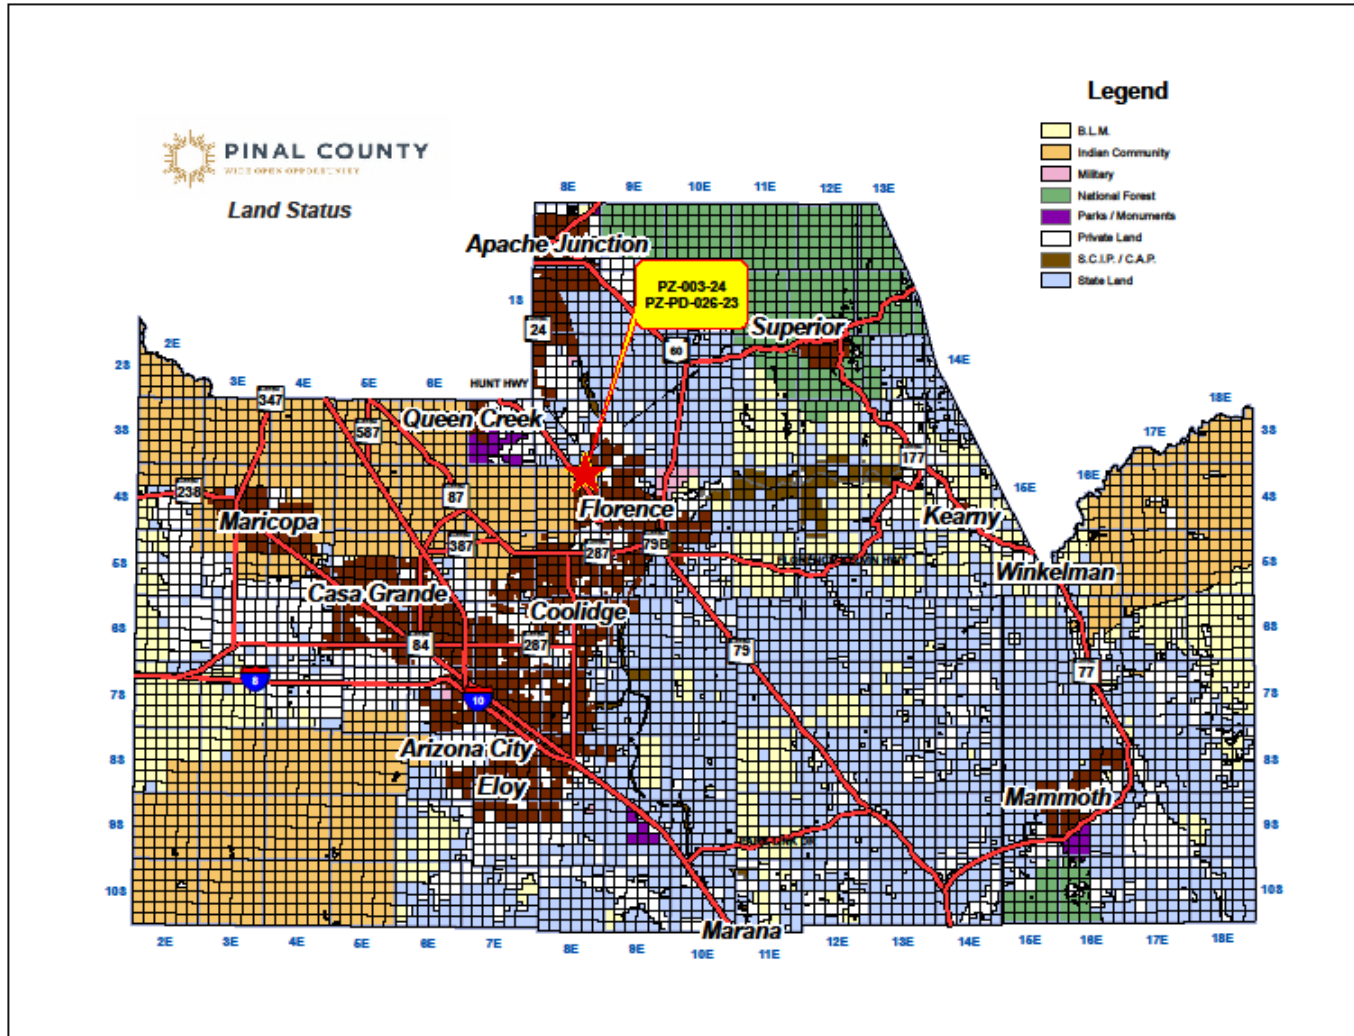 Legend
B.L.M.
Indian Community
Military
National Forest
Parks / Monuments
Private Land
S.C.I.P. / C.A.P.
State Land
PINAL COUNTY
WIDE OPEN OPPORTUNITY
Land Status
8E 9E 10E 11E 12E 13E
Apache Junction
PZ-003-24
PZ-PD-026-23
1S
24
Superior
60
2E
2S
14E
3E 4E 5E 6E
HUNT HWY
347
18E
Queen Creek
587
3S
17E
3S
177
16E
238
87
4S
15E
4S
Maricopa
Florence
Kearny
387
287
79B
5S
5S
Winkelman
Casa Grande
Coolidge
6S
6S
84
287
79
77
8
7S
10
7S
Arizona City
8S
8S
Eloy
Mammoth
9S
9S
10S
10S
Marana
2E 3E 4E 5E 6E 7E 8E 9E 10E 11E 12E 13E 14E 15E 16E 17E 18E